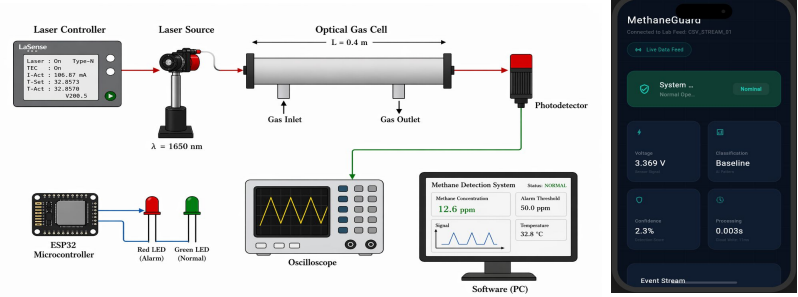 Laser Controller
LaSense
Laser : On Type-N
TEC : On
I-Act : 106.87 mA
T-Set : 32.8573
T-Act : 32.8570
V200.5
Laser Source
λ = 1650 nm
Optical Gas Cell
L = 0.4 m
Gas Inlet
Gas Outlet
Photodetector
ESP32
Microcontroller
Red LED
(Alarm)
Green LED
(Normal)
Oscilloscope
Methane Detection System
Status: NORMAL
Methane Concentration
12.6 ppm
Alarm Threshold
50.0 ppm
Signal
Temperature
32.8 °C
Software (PC)
MethaneGuard
Connected to Lab Feed: CSV_STREAM_01
Live Data Feed
System ...
Normal Ope...
Nominal
Voltage
3.369 V
Classification
Baseline
Confidence
2.3%
Processing
0.003s
Event Stream